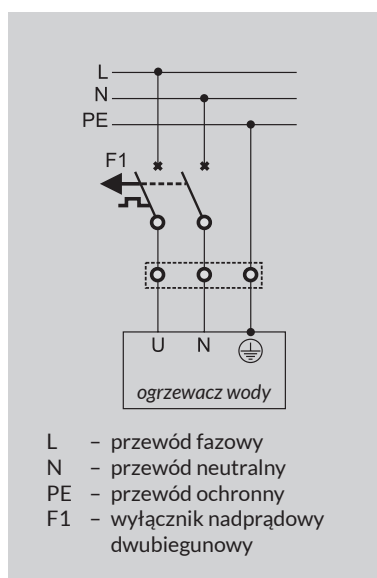 L
N
PE
F1
U N
ogrzewacz wody
L – przewód fazowy
N – przewód neutralny
PE – przewód ochronny
F1 – wyłącznik nadprądowy
dwubiegunowy